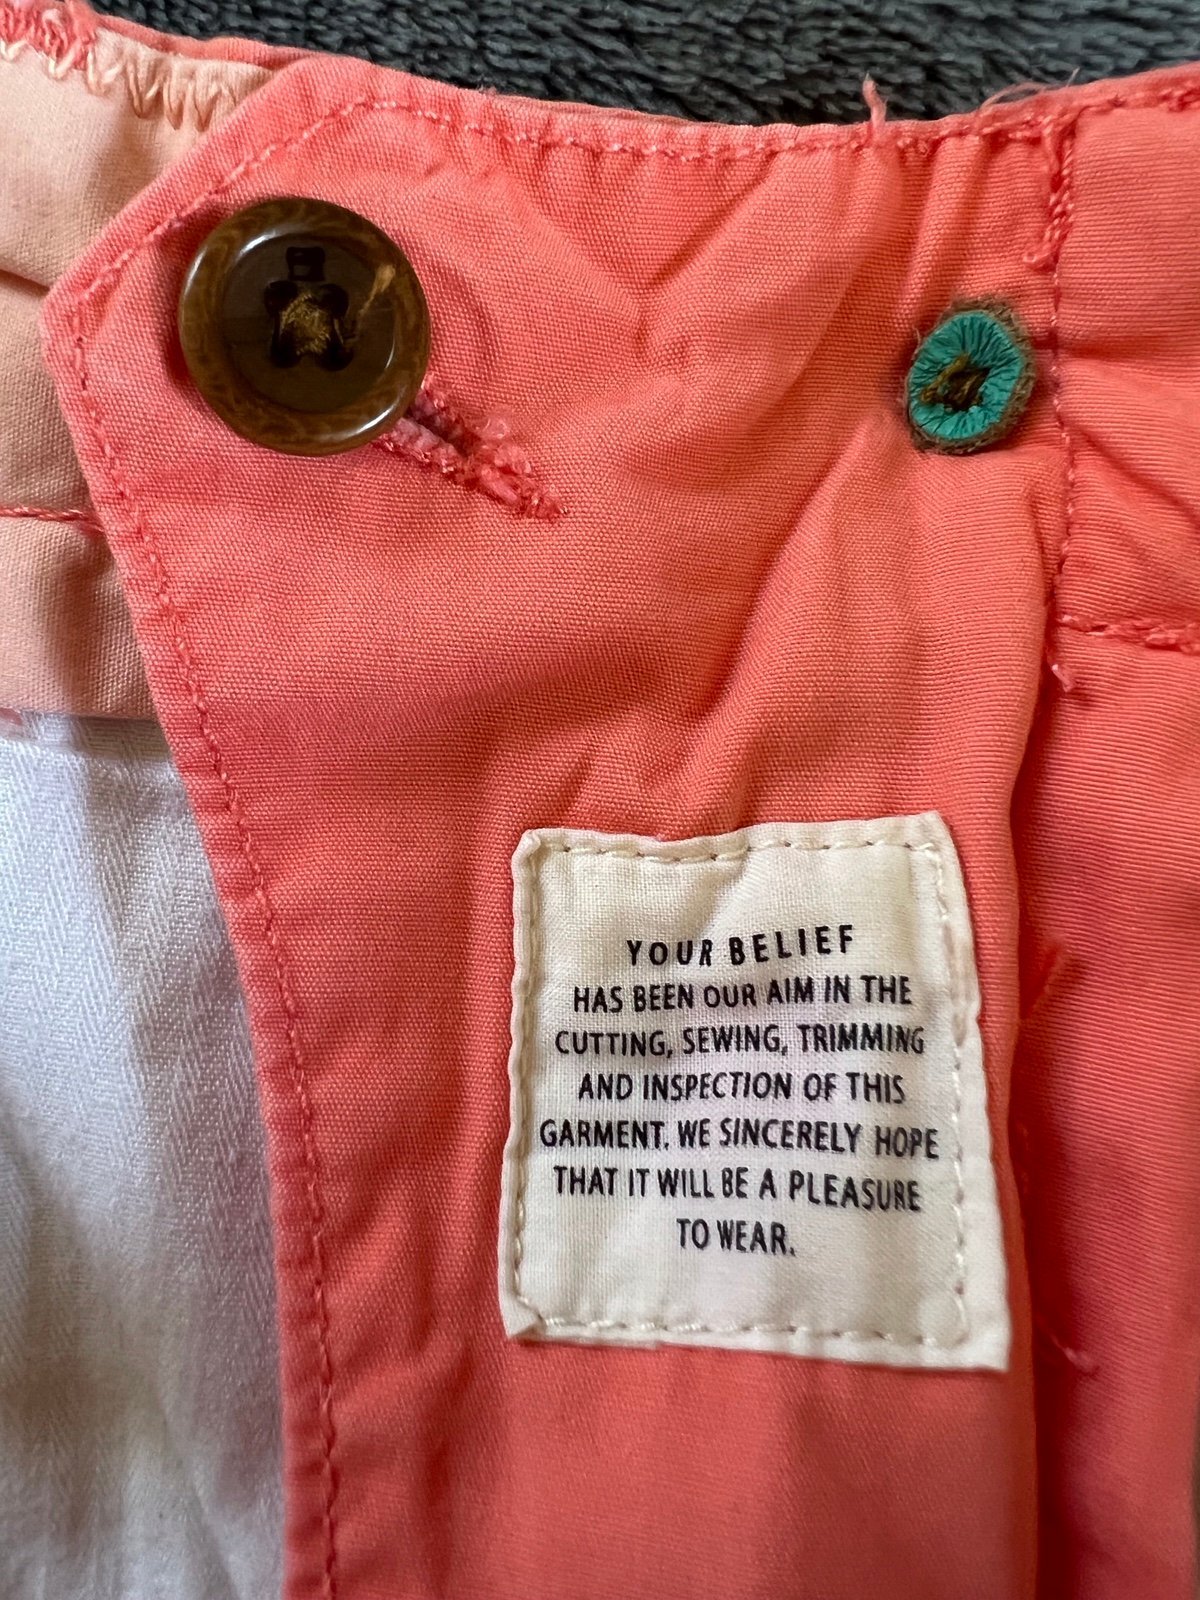 YOUR BELIEF
HAS BEEN OUR AIM IN THE
CUTTING, SEWING, TRIMMING
AND INSPECTION OF THIS
GARMENT. WE SINCERELY HOPE
THAT IT WILL BE A PLEASURE
TO WEAR.